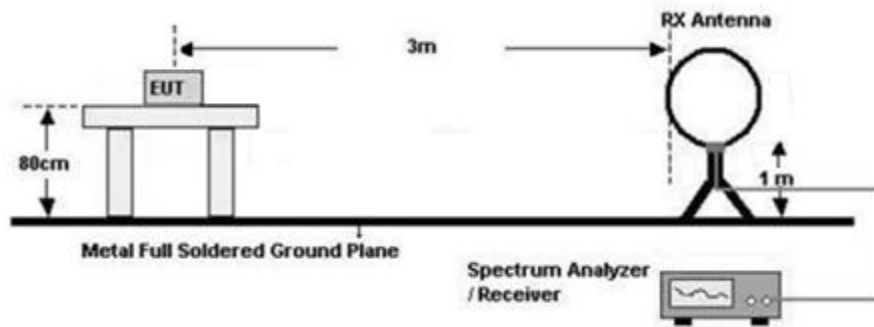 RX Antenna
3m
EUT
80cm
1 m
Metal Full Soldered Ground Plane
Spectrum Analyzer
/ Receiver